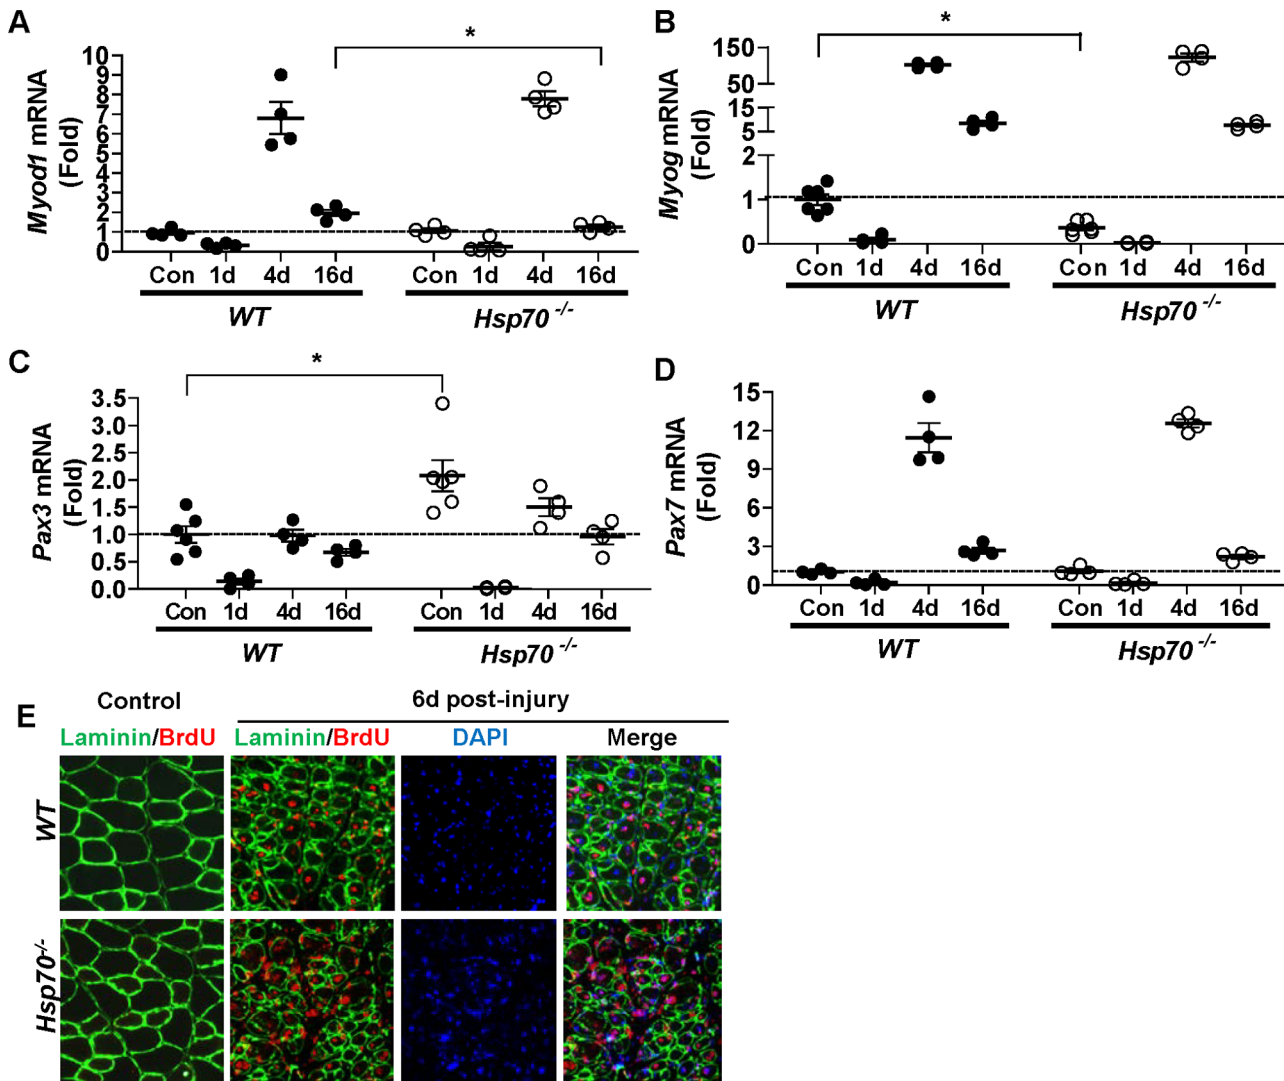 A
Myod1 mRNA
(Fold)
10
9
8
7
6
5
4
3
2
1
0
*
Con 1d 4d 16d Con 1d 4d 16d
WT Hsp70 -/-
B
Myog mRNA
(Fold)
150
50
15
5
2
1
0
*
Con 1d 4d 16d Con 1d 4d 16d
WT Hsp70 -/-
C
Pax3 mRNA
(Fold)
3.5
3.0
2.5
2.0
1.5
1.0
0.5
0.0
*
Con 1d 4d 16d Con 1d 4d 16d
WT Hsp70 -/-
D
Pax7 mRNA
(Fold)
15
12
9
6
3
0
Con 1d 4d 16d Con 1d 4d 16d
WT Hsp70 -/-
E
Control 6d post-injury
Laminin/BrdU Laminin/BrdU DAPI Merge
WT
Hsp70-/-